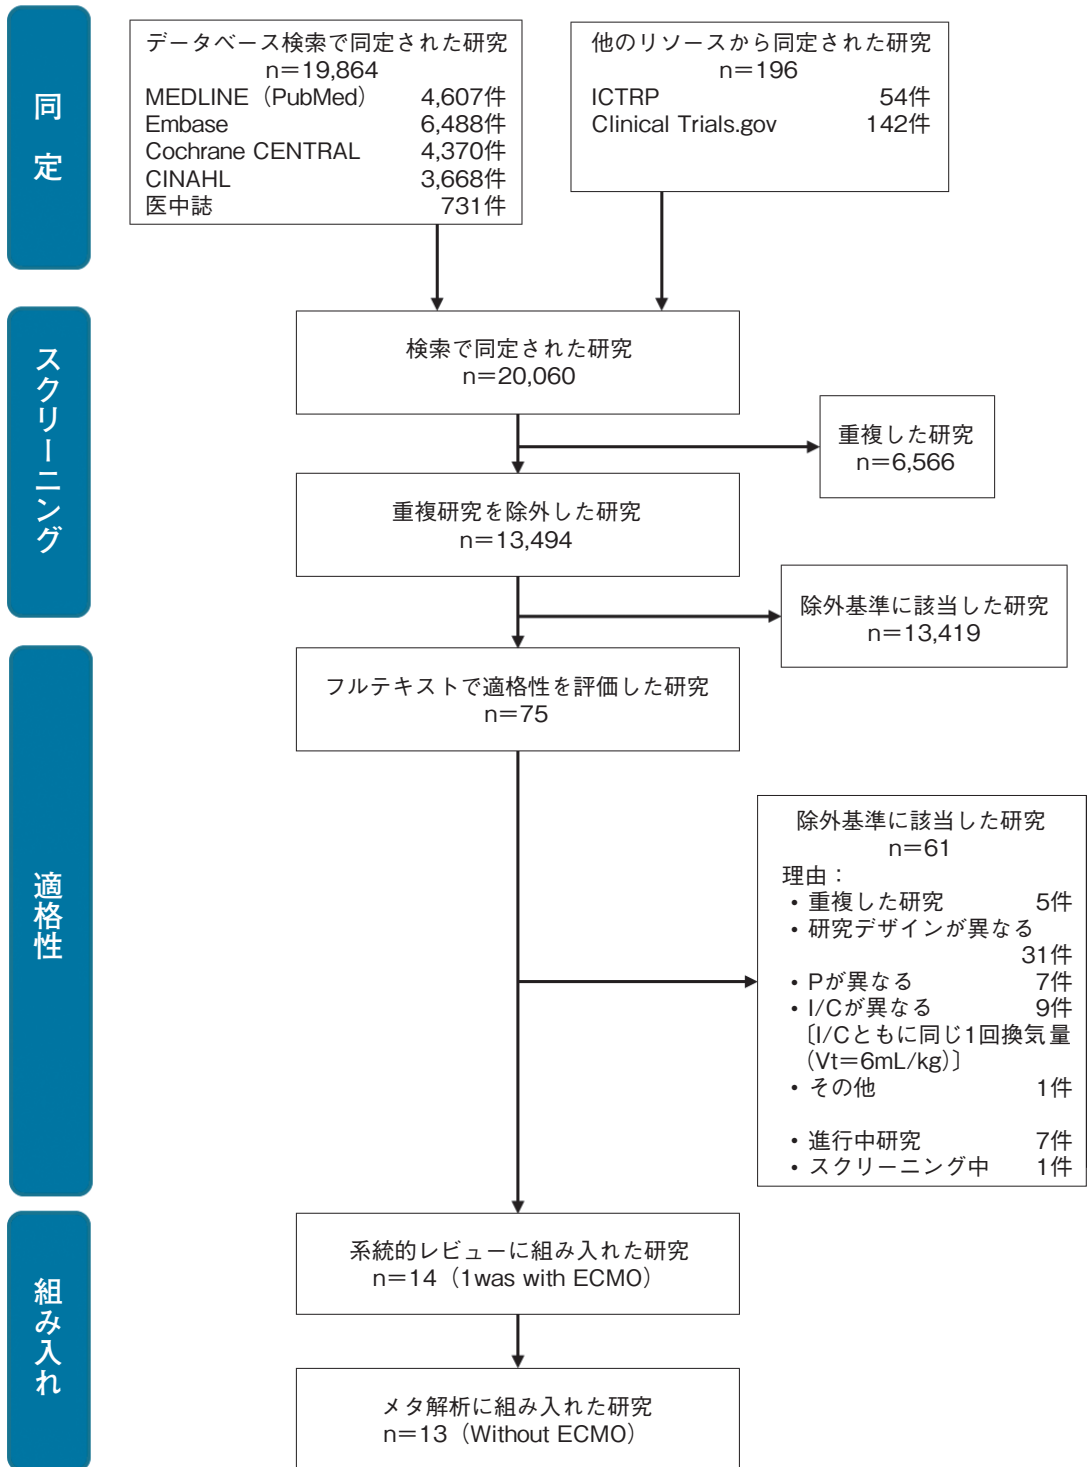 同定
データベース検索で同定された研究
n＝19,864
MEDLINE（PubMed） 4,607件
Embase 6,488件
Cochrane CENTRAL 4,370件
CINAHL 3,668件
医中誌 731件
他のリソースから同定された研究
n＝196
ICTRP 54件
Clinical Trials.gov 142件
スクリーニング
検索で同定された研究
n＝20,060
重複した研究
n＝6,566
重複研究を除外した研究
n＝13,494
除外基準に該当した研究
n＝13,419
適格性
フルテキストで適格性を評価した研究
n＝75
除外基準に該当した研究
n＝61
理由：
・重複した研究 5件
・研究デザインが異なる
31件
・Pが異なる 7件
・I/Cが異なる 9件
〔I/Cともに同じ1回換気量
（Vt＝6mL/kg）〕
・その他 1件
・進行中研究 7件
・スクリーニング中 1件
組み入れ
系統的レビューに組み入れた研究
n＝14（1was with ECMO）
メタ解析に組み入れた研究
n＝13（Without ECMO）